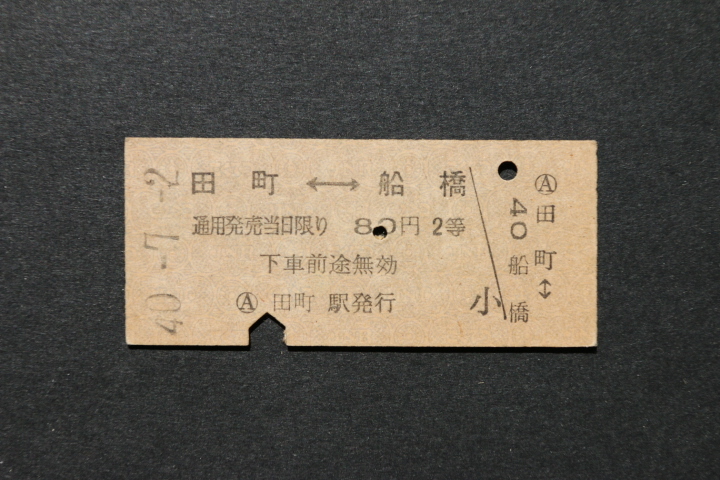 40-7-2
田町 ↔ 船橋
通用発売当日限り 80円 2等
下車前途無効
Ⓐ 田町 駅発行
小
Ⓐ 田町↔
40 船橋